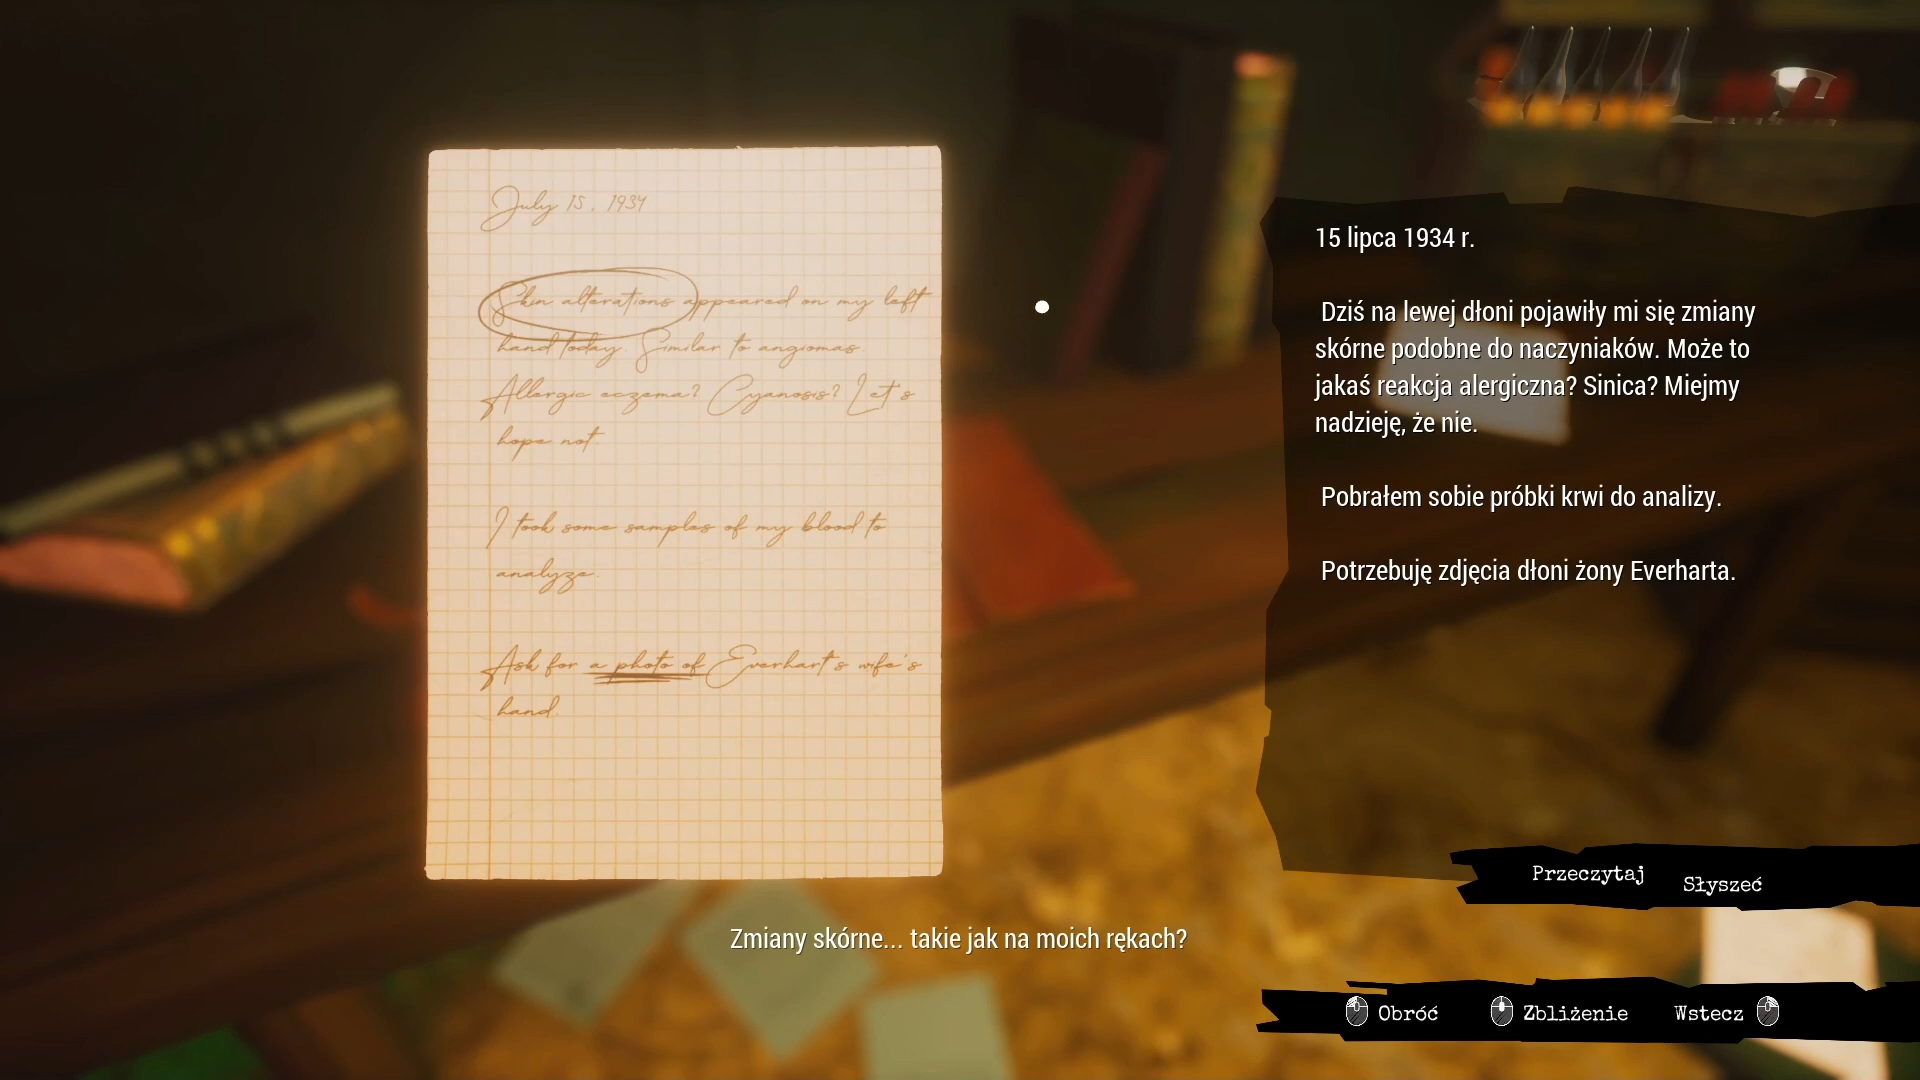 July 15, 1934
Skin alterations appeared on my left
hand today. Similar to angiomas.
Allergic eczema? Cyanosis? Let's
hope not.
I took some samples of my blood to
analyze.
Ask for a photo of Everhart's wife's
hand.
15 lipca 1934 r.
Dziś na lewej dłoni pojawiły mi się zmiany
skórne podobne do naczyniaków. Może to
jakaś reakcja alergiczna? Sinica? Miejmy
nadzieję, że nie.
Pobrałem sobie próbki krwi do analizy.
Potrzebuję zdjęcia dłoni żony Everharta.
Przeczytaj
Słyszeć
Zmiany skórne... takie jak na moich rękach?
Obróć
Zbliżenie
Wstecz